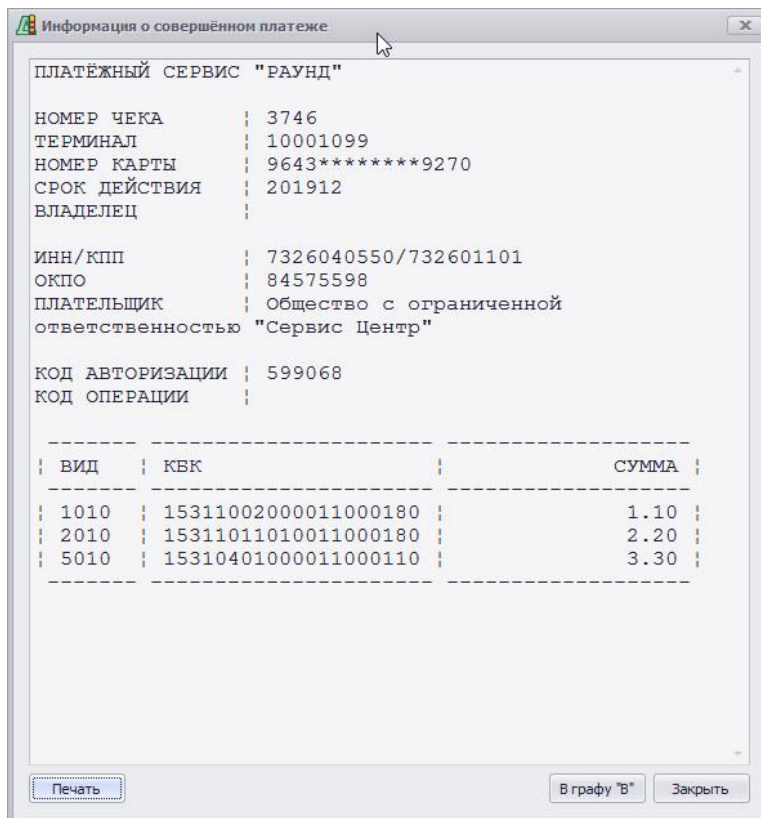 Информация о совершённом платеже
ПЛАТЁЖНЫЙ СЕРВИС "РАУНД"
НОМЕР ЧЕКА ¦ 3746
ТЕРМИНАЛ ¦ 10001099
НОМЕР КАРТЫ ¦ 9643********9270
СРОК ДЕЙСТВИЯ ¦ 201912
ВЛАДЕЛЕЦ ¦
ИНН/КПП ¦ 7326040550/732601101
ОКПО ¦ 84575598
ПЛАТЕЛЬЩИК ¦ Общество с ограниченной
ответственностью "Сервис Центр"
КОД АВТОРИЗАЦИИ ¦ 599068
КОД ОПЕРАЦИИ ¦
¦ ВИД ¦ КБК ¦ СУММА ¦
¦ 1010 ¦ 15311002000011000180 ¦ 1.10 ¦
¦ 2010 ¦ 15311011010011000180 ¦ 2.20 ¦
¦ 5010 ¦ 15310401000011000110 ¦ 3.30 ¦
Печать В графу "В" Закрыть